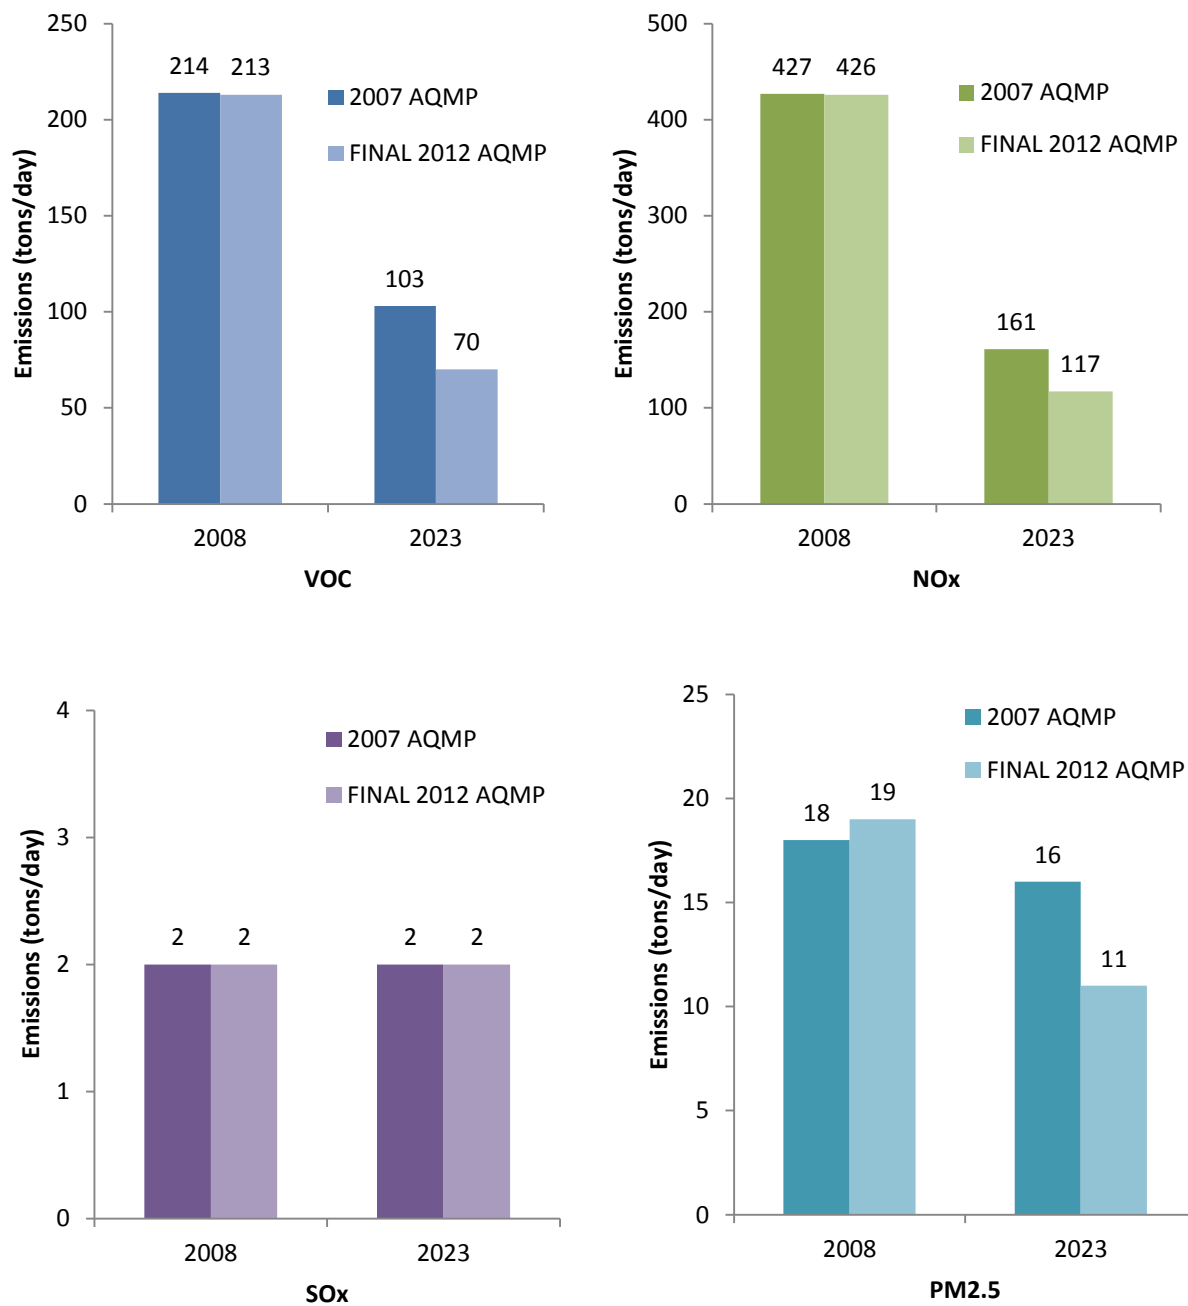 250
200
150
100
50
0
Emissions (tons/day)
214 213
103
70
2007 AQMP
FINAL 2012 AQMP
2008 2023
VOC
500
400
300
200
100
0
Emissions (tons/day)
427 426
161
117
2007 AQMP
FINAL 2012 AQMP
2008 2023
NOx
4
3
2
1
0
Emissions (tons/day)
2 2 2 2
2007 AQMP
FINAL 2012 AQMP
2008 2023
SOx
25
20
15
10
5
0
Emissions (tons/day)
18 19
16
11
2007 AQMP
FINAL 2012 AQMP
2008 2023
PM2.5